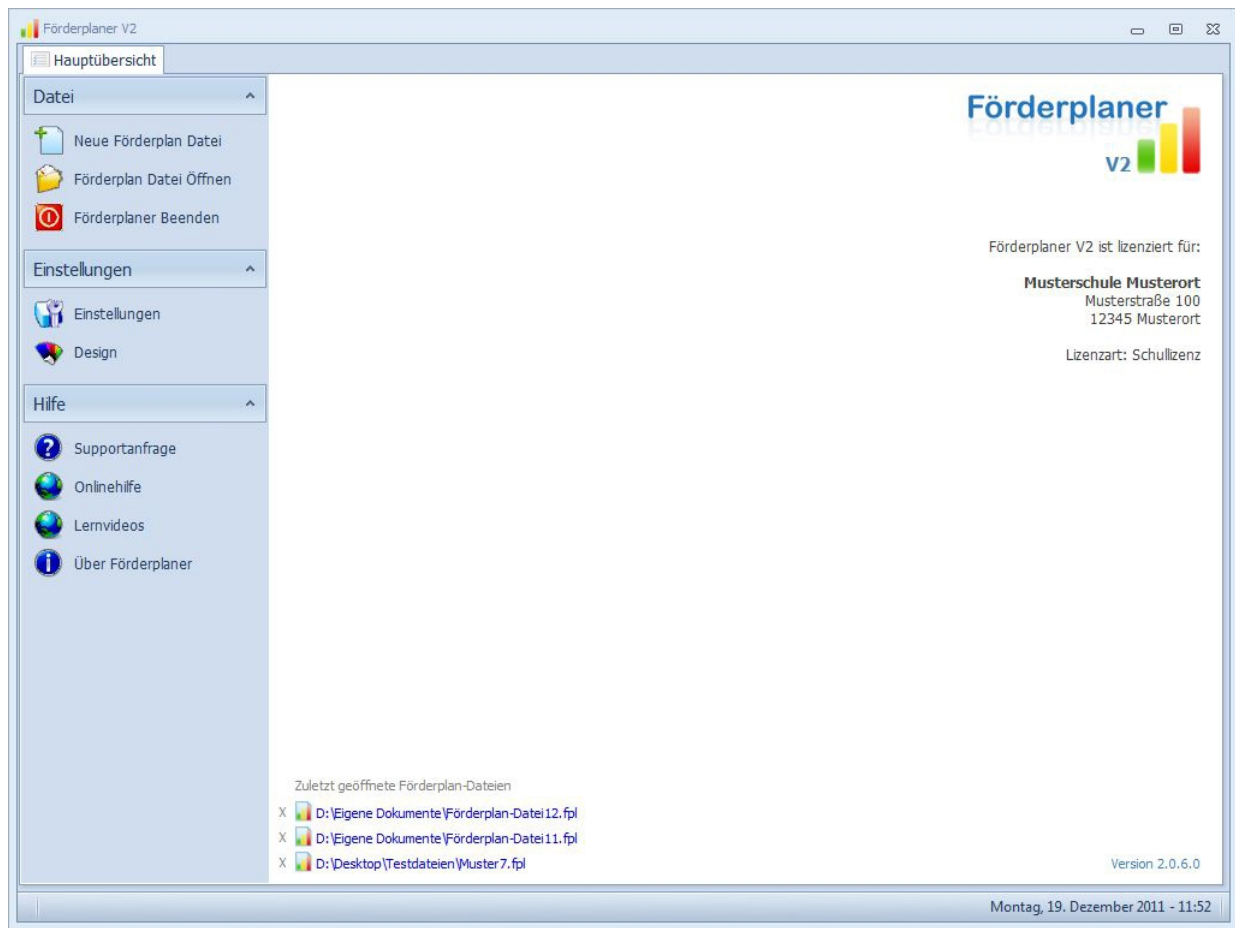 Förderplaner V2
Hauptübersicht
Datei
Neue Förderplan Datei
Förderplan Datei Öffnen
Förderplaner Beenden
Einstellungen
Einstellungen
Design
Hilfe
Supportanfrage
Onlinehilfe
Lernvideos
Über Förderplaner
Förderplaner
V2
Förderplaner V2 ist lizenziert für:
Musterschule Musterort
Musterstraße 100
12345 Musterort
Lizenzart: Schullizenz
Zuletzt geöffnete Förderplan-Dateien
X D:\Eigene Dokumente\Förderplan-Datei12.fpl
X D:\Eigene Dokumente\Förderplan-Datei11.fpl
X D:\Desktop\Testdateien\Muster7.fpl
Version 2.0.6.0
Montag, 19. Dezember 2011 - 11:52